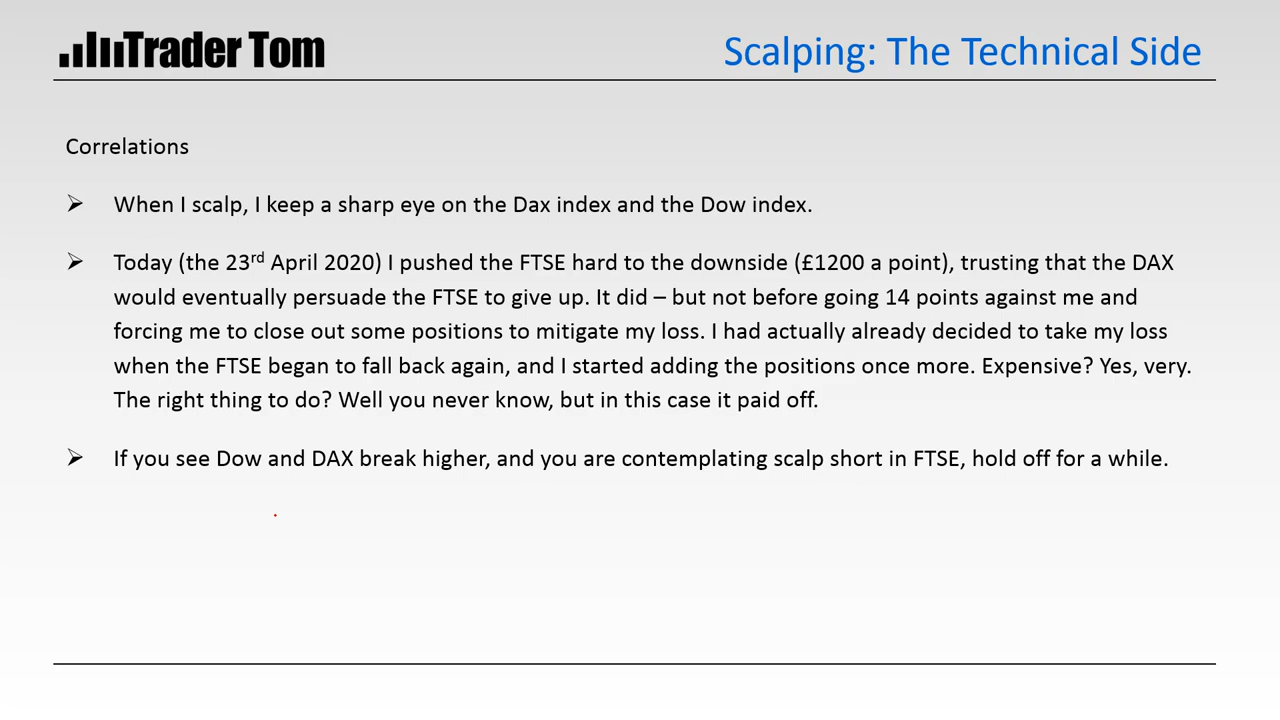 Trader Tom
Scalping: The Technical Side
Correlations
➢ When I scalp, I keep a sharp eye on the Dax index and the Dow index.
➢ Today (the 23rd April 2020) I pushed the FTSE hard to the downside (£1200 a point), trusting that the DAX
would eventually persuade the FTSE to give up. It did – but not before going 14 points against me and
forcing me to close out some positions to mitigate my loss. I had actually already decided to take my loss
when the FTSE began to fall back again, and I started adding the positions once more. Expensive? Yes, very.
The right thing to do? Well you never know, but in this case it paid off.
➢ If you see Dow and DAX break higher, and you are contemplating scalp short in FTSE, hold off for a while.